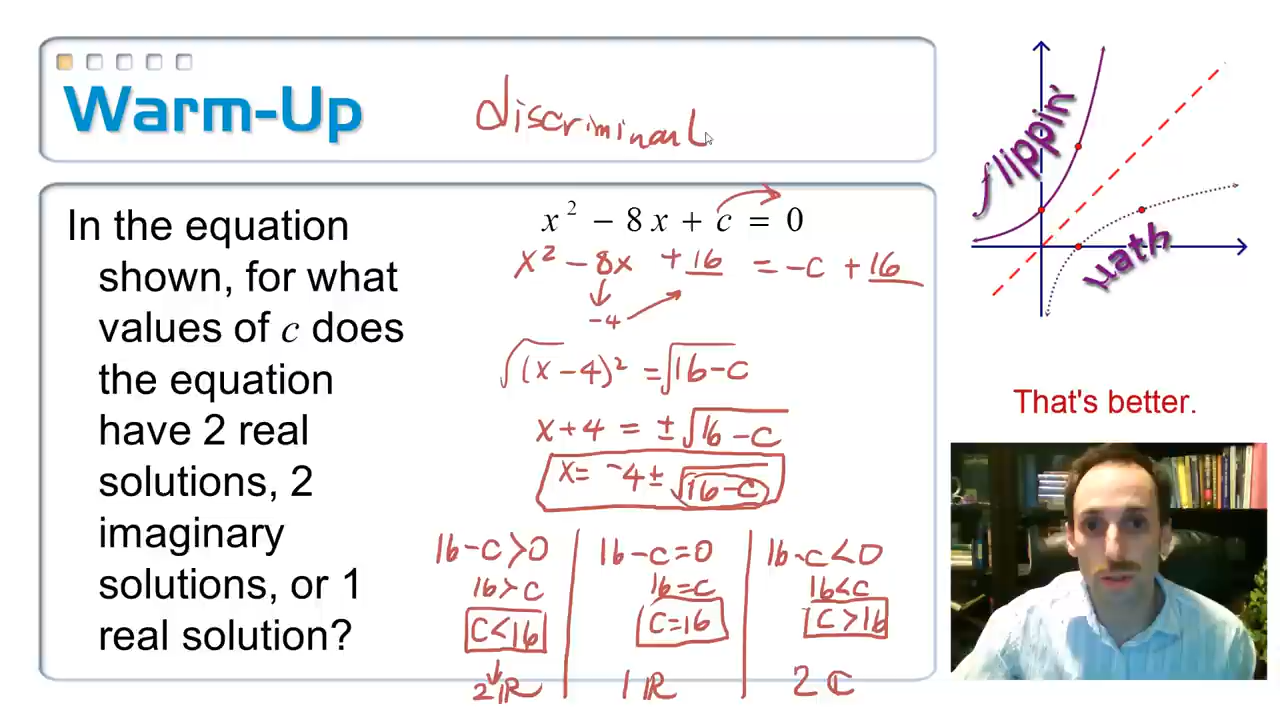 Warm-Up
discriminant
In the equation
shown, for what
values of c does
the equation
have 2 real
solutions, 2
imaginary
solutions, or 1
real solution?
x² − 8x + c = 0
x² − 8x + 16 = −c + 16
−4
√(x−4)² = √16−c
x+4 = ±√16−c
x= −4±√16−c
16−c>0
16>c
c<16
2 ℝ
16−c=0
16=c
c=16
1 ℝ
16−c<0
16<c
c>16
2 ℂ
flippin'
math
That's better.